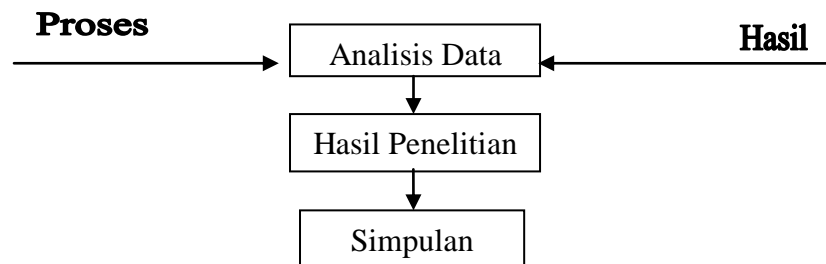 Proses
Analisis Data
Hasil
Hasil Penelitian
Simpulan